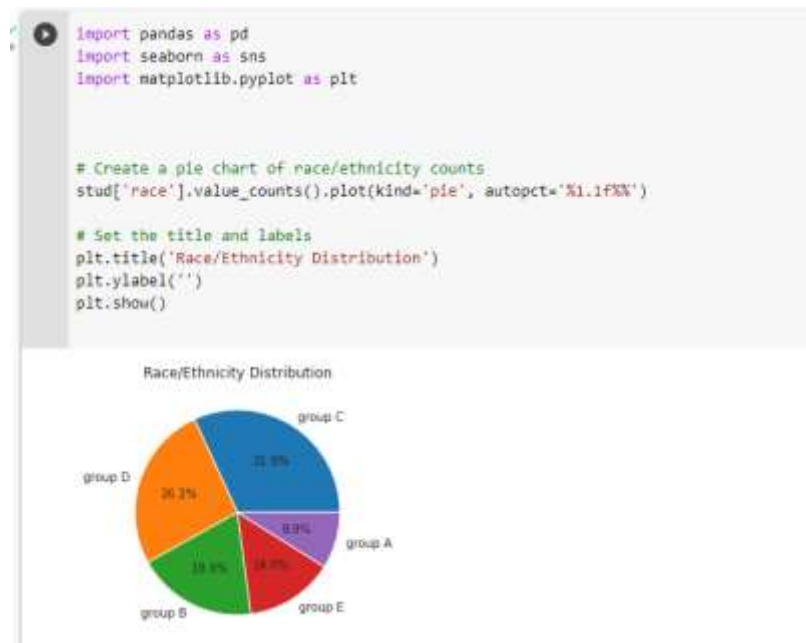 import pandas as pd
import seaborn as sns
import matplotlib.pyplot as plt
# Create a pie chart of race/ethnicity counts
stud['race'].value_counts().plot(kind='pie', autopct='%1.1f%%')
# Set the title and labels
plt.title('Race/Ethnicity Distribution')
plt.ylabel('')
plt.show()
Race/Ethnicity Distribution
group C
31.9%
group D
26.2%
8.9%
group A
group B
group E